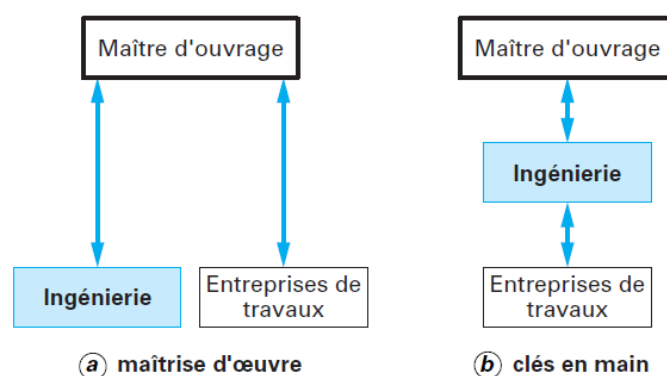 Maître d'ouvrage
Ingénierie
Entreprises de
travaux
a maîtrise d'œuvre
Maître d'ouvrage
Ingénierie
Entreprises de
travaux
b clés en main